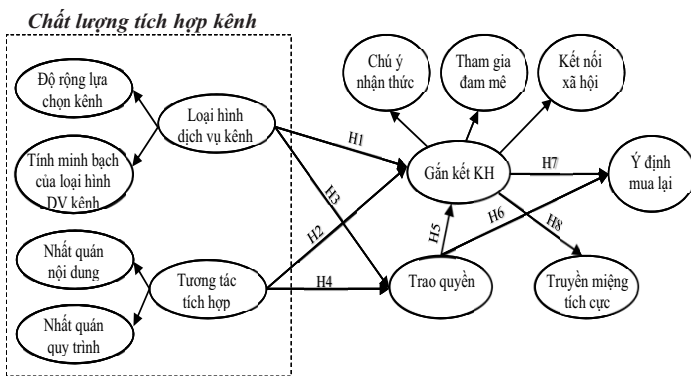 Chất lượng tích hợp kênh
Độ rộng lựa
chọn kênh
Tính minh bạch
của loại hình
DV kênh
Nhất quán
nội dung
Nhất quán
quy trình
Loại hình
dịch vụ kênh
Tương tác
tích hợp
H1
H3
H2
H4
Chú ý
nhận thức
Tham gia
đam mê
Kết nối
xã hội
Gắn kết KH
H7
H6
H5
H8
Trao quyền
Ý định
mua lại
Truyền miệng
tích cực